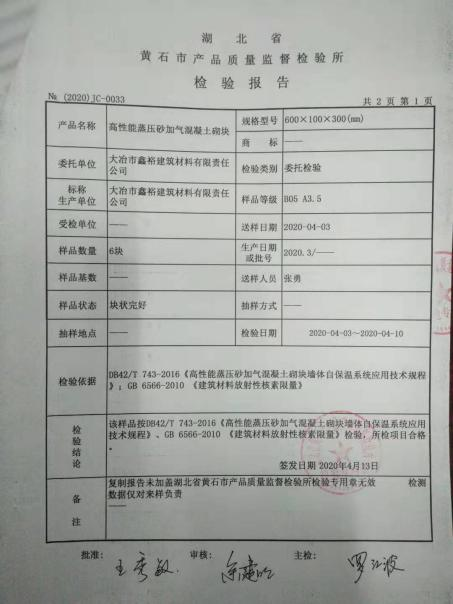 湖北省
黄石市产品质量监督检验所
检验报告
№ (2020)JC-0033
共 2 页 第 1 页
产品名称 高性能蒸压砂加气混凝土砌块 规格型号 600×100×300(mm)
商 标 ——
委托单位 大冶市鑫裕建筑材料有限责任公司 检验类别 委托检验
标称
生产单位 大冶市鑫裕建筑材料有限责任公司 样品等级 B05 A3.5
受检单位 —— 送样日期 2020-04-03
样品数量 6块 生产日期
或批号 2020.3/——
样品基数 —— 送样人员 张勇
样品状态 块状完好 抽样方式 ——
抽样地点 —— 检验日期 2020-04-03~2020-04-10
检验依据 DB42/T 743-2016《高性能蒸压砂加气混凝土砌块墙体自保温系统应用技术规程
》；GB 6566-2010 《建筑材料放射性核素限量》
检验结论 该样品按DB42/T 743-2016《高性能蒸压砂加气混凝土砌块墙体自保温系统应用
技术规程》、GB 6566-2010 《建筑材料放射性核素限量》检验，所检项目合格
。
签发日期 2020年4月13日
备注 复制报告未加盖湖北省黄石市产品质量监督检验所检验专用章无效 检测
数据仅对来样负责
——
批准： 王秀敏 审核： 主检： 罗江波